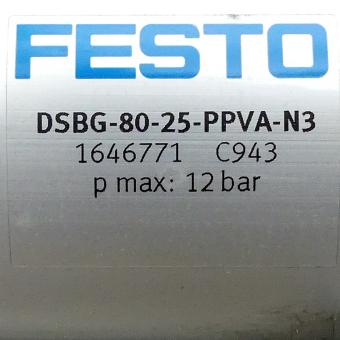 FESTO
DSBG-80-25-PPVA-N3
1646771 C943
p max: 12 bar